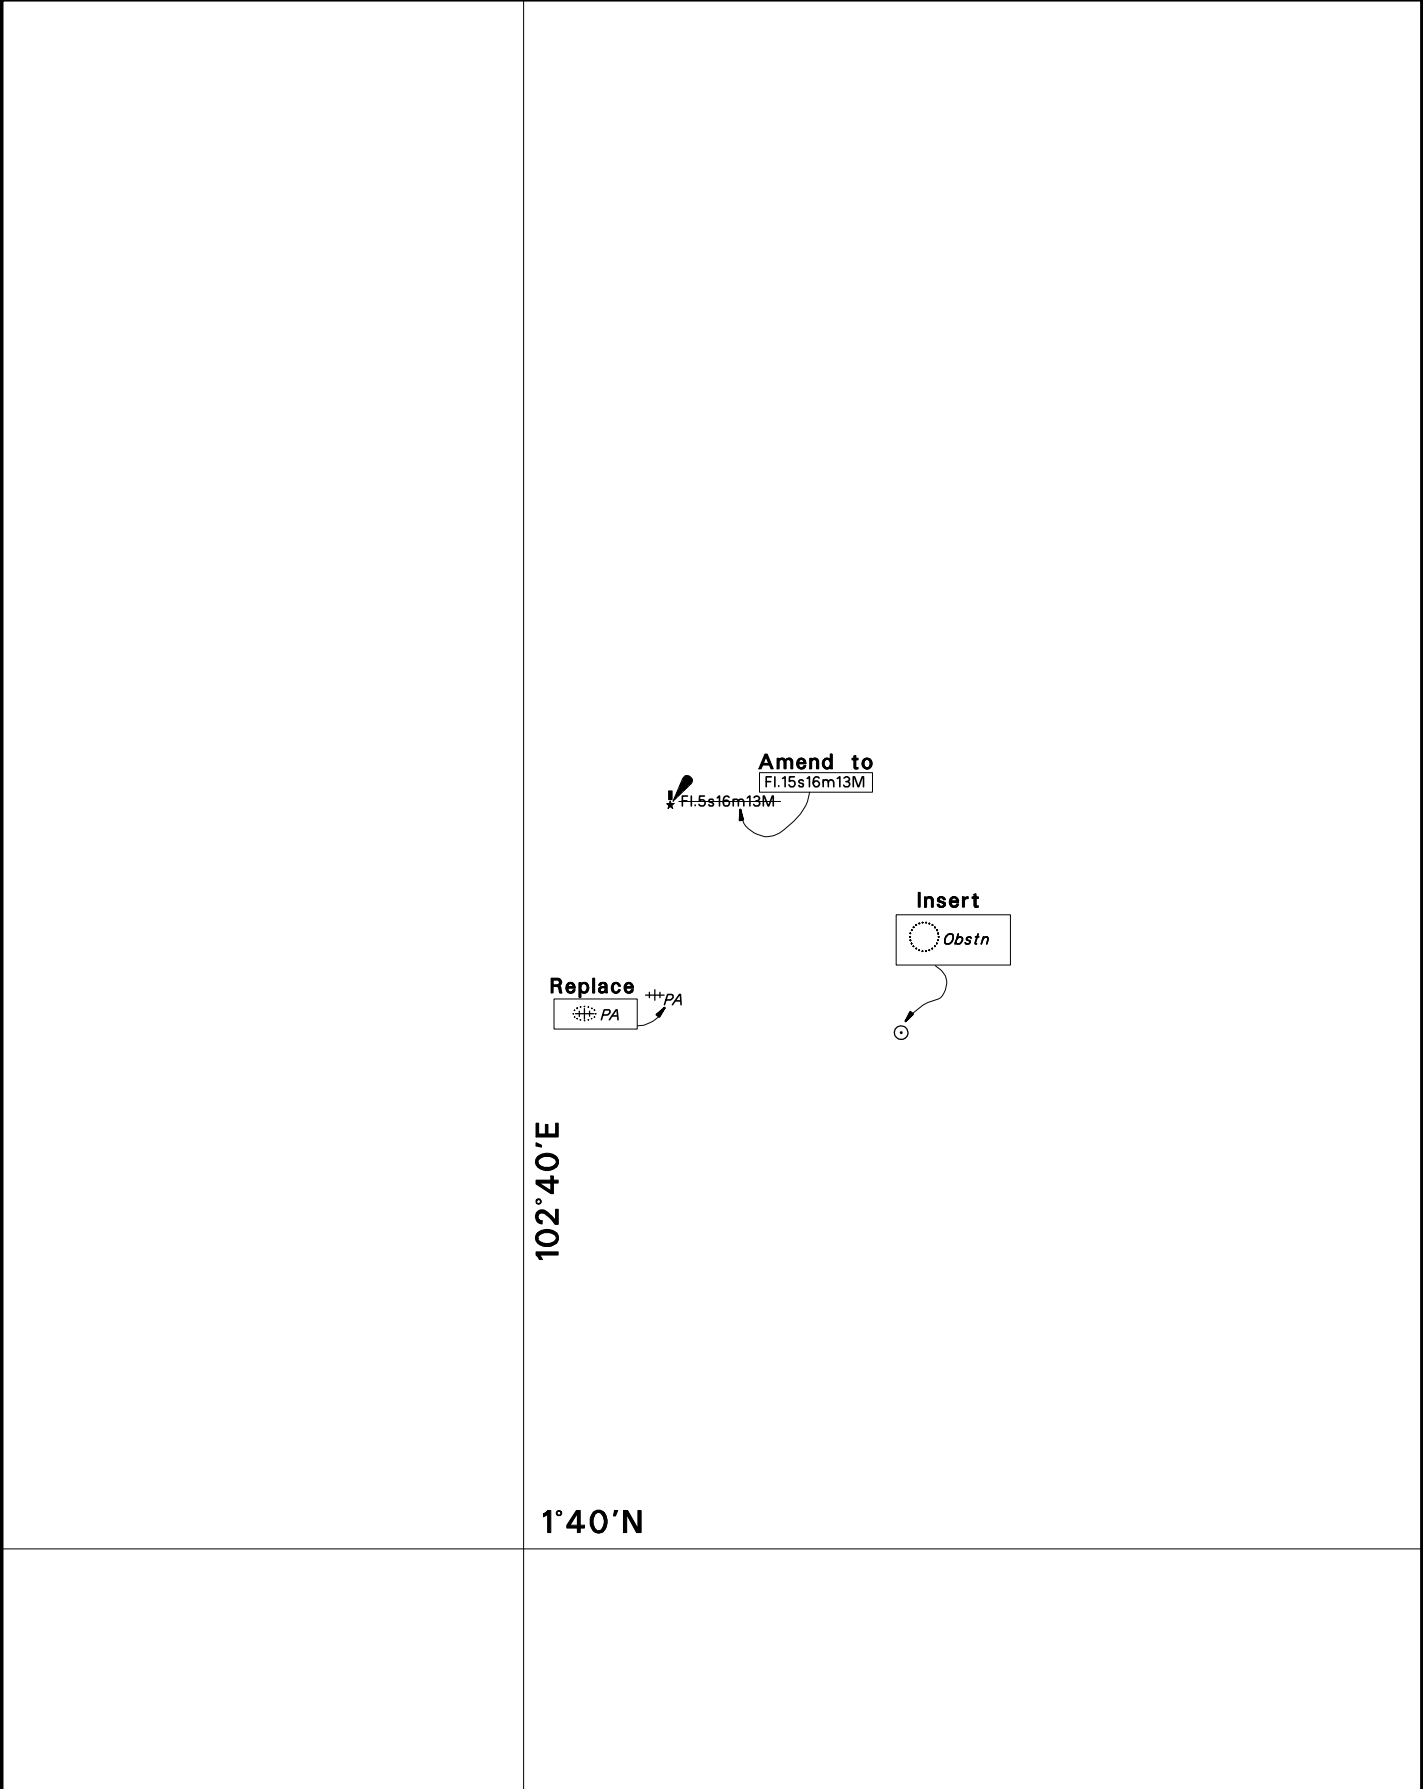 Amend to
Fl.15s16m13M
Fl.5s16m13M
Insert
Obstn
Replace
PA
PA
102°40'E
1°40'N